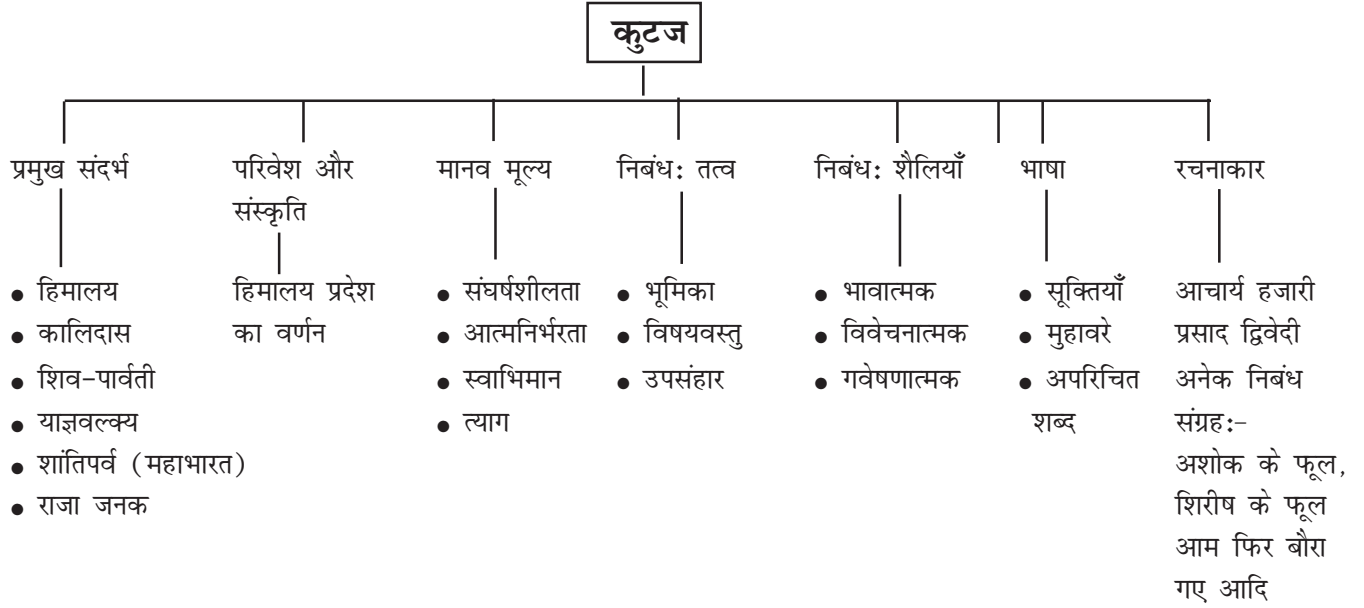 कुटज
प्रमुख संदर्भ
● हिमालय
● कालिदास
● शिव-पार्वती
● याज्ञवल्क्य
● शांतिपर्व (महाभारत)
● राजा जनक
परिवेश और
संस्कृति
हिमालय प्रदेश
का वर्णन
मानव मूल्य
● संघर्षशीलता
● आत्मनिर्भरता
● स्वाभिमान
● त्याग
निबंध: तत्व
● भूमिका
● विषयवस्तु
● उपसंहार
निबंध: शैलियाँ
● भावात्मक
● विवेचनात्मक
● गवेषणात्मक
भाषा
● सूक्तियाँ
● मुहावरे
● अपरिचित
शब्द
रचनाकार
आचार्य हजारी
प्रसाद द्विवेदी
अनेक निबंध
संग्रह:-
अशोक के फूल,
शिरीष के फूल
आम फिर बौरा
गए आदि